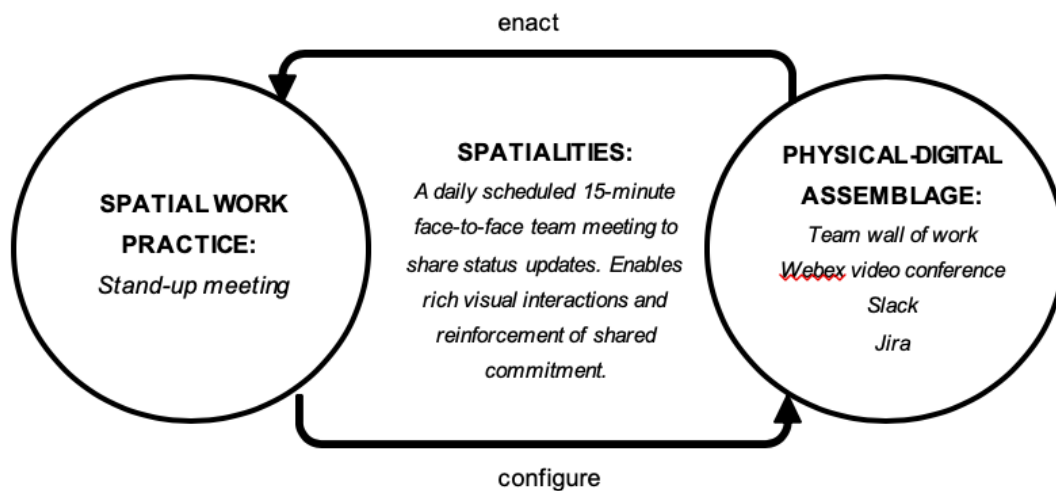 enact
SPATIAL WORK
PRACTICE:
Stand-up meeting
SPATIALITIES:
A daily scheduled 15-minute
face-to-face team meeting to
share status updates. Enables
rich visual interactions and
reinforcement of shared
commitment.
PHYSICAL-DIGITAL
ASSEMBLAGE:
Team wall of work
Webex video conference
Slack
Jira
configure